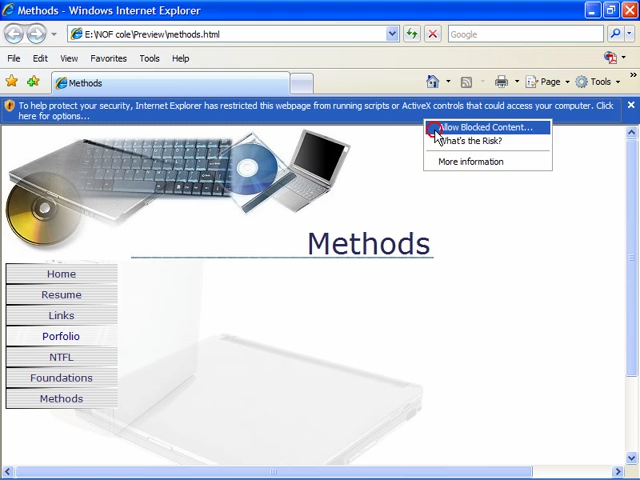 Methods - Windows Internet Explorer
E:\NOF cole\Preview\methods.html
Google
File Edit View Favorites Tools Help
Methods
Page Tools
To help protect your security, Internet Explorer has restricted this webpage from running scripts or ActiveX controls that could access your computer. Click
here for options...
Allow Blocked Content...
What's the Risk?
More information
Methods
Home
Resume
Links
Porfolio
NTFL
Foundations
Methods